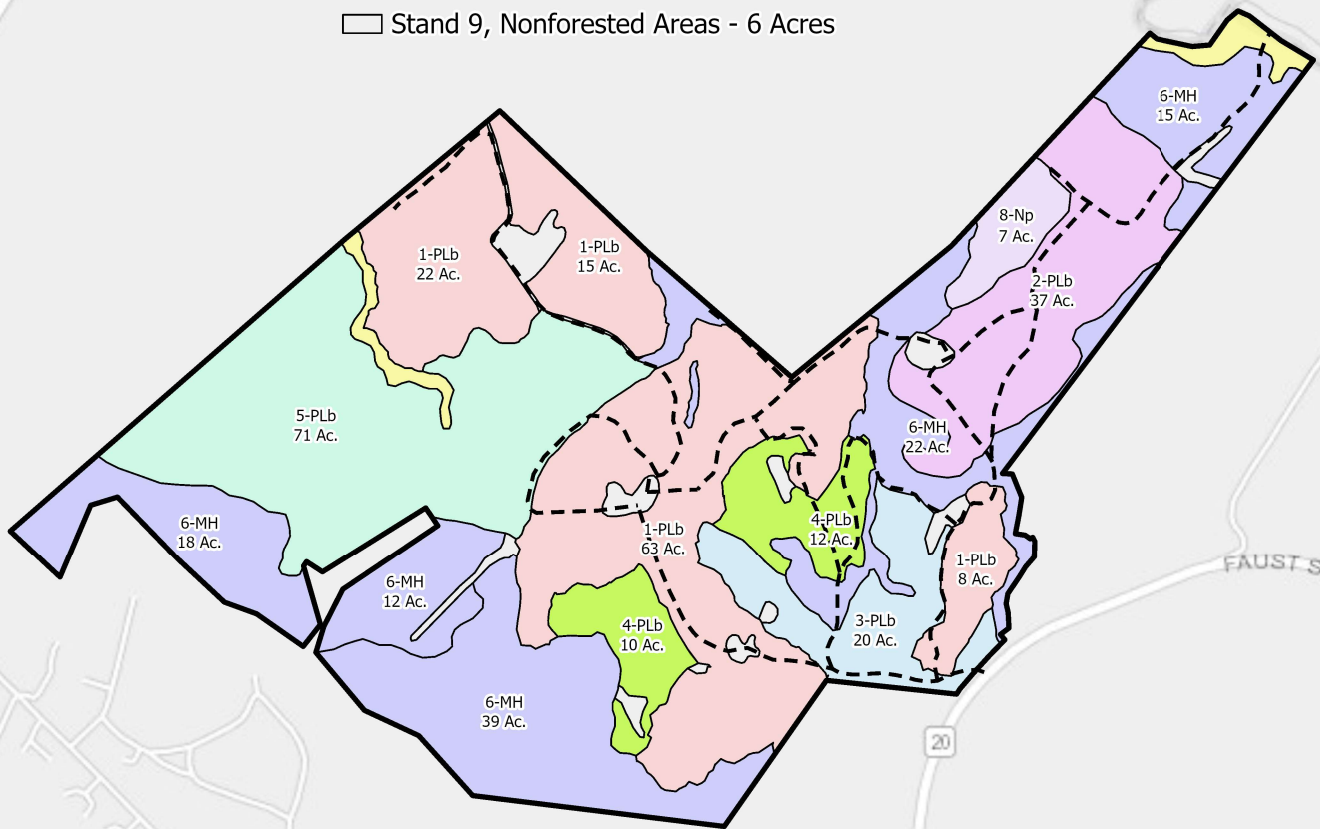 Stand 9, Nonforested Areas - 6 Acres
6-MH
15 Ac.
8-Np
7 Ac.
1-PLb
22 Ac.
1-PLb
15 Ac.
2-PLb
37 Ac.
5-PLb
71 Ac.
6-MH
22 Ac.
6-MH
18 Ac.
4-PLb
12 Ac.
1-PLb
63 Ac.
1-PLb
8 Ac.
FAUST S
6-MH
12 Ac.
4-PLb
10 Ac.
3-PLb
20 Ac.
6-MH
39 Ac.
20